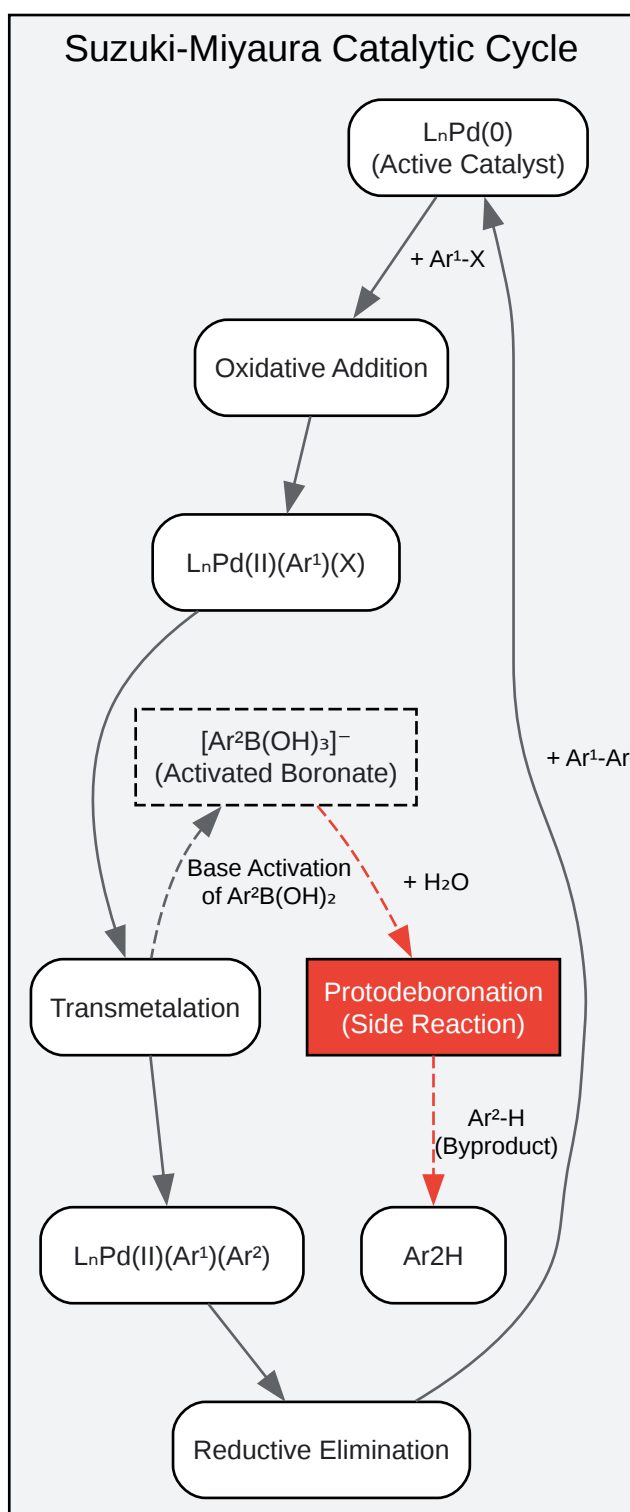 Suzuki-Miyaura Catalytic Cycle
LₙPd(0)
(Active Catalyst)
+ Ar¹-X
Oxidative Addition
LₙPd(II)(Ar¹)(X)
[Ar²B(OH)₃]⁻
(Activated Boronate)
+ Ar¹-Ar
Base Activation
of Ar²B(OH)₂
+ H₂O
Transmetalation
Protodeboronation
(Side Reaction)
Ar²-H
(Byproduct)
LₙPd(II)(Ar¹)(Ar²)
Ar2H
Reductive Elimination